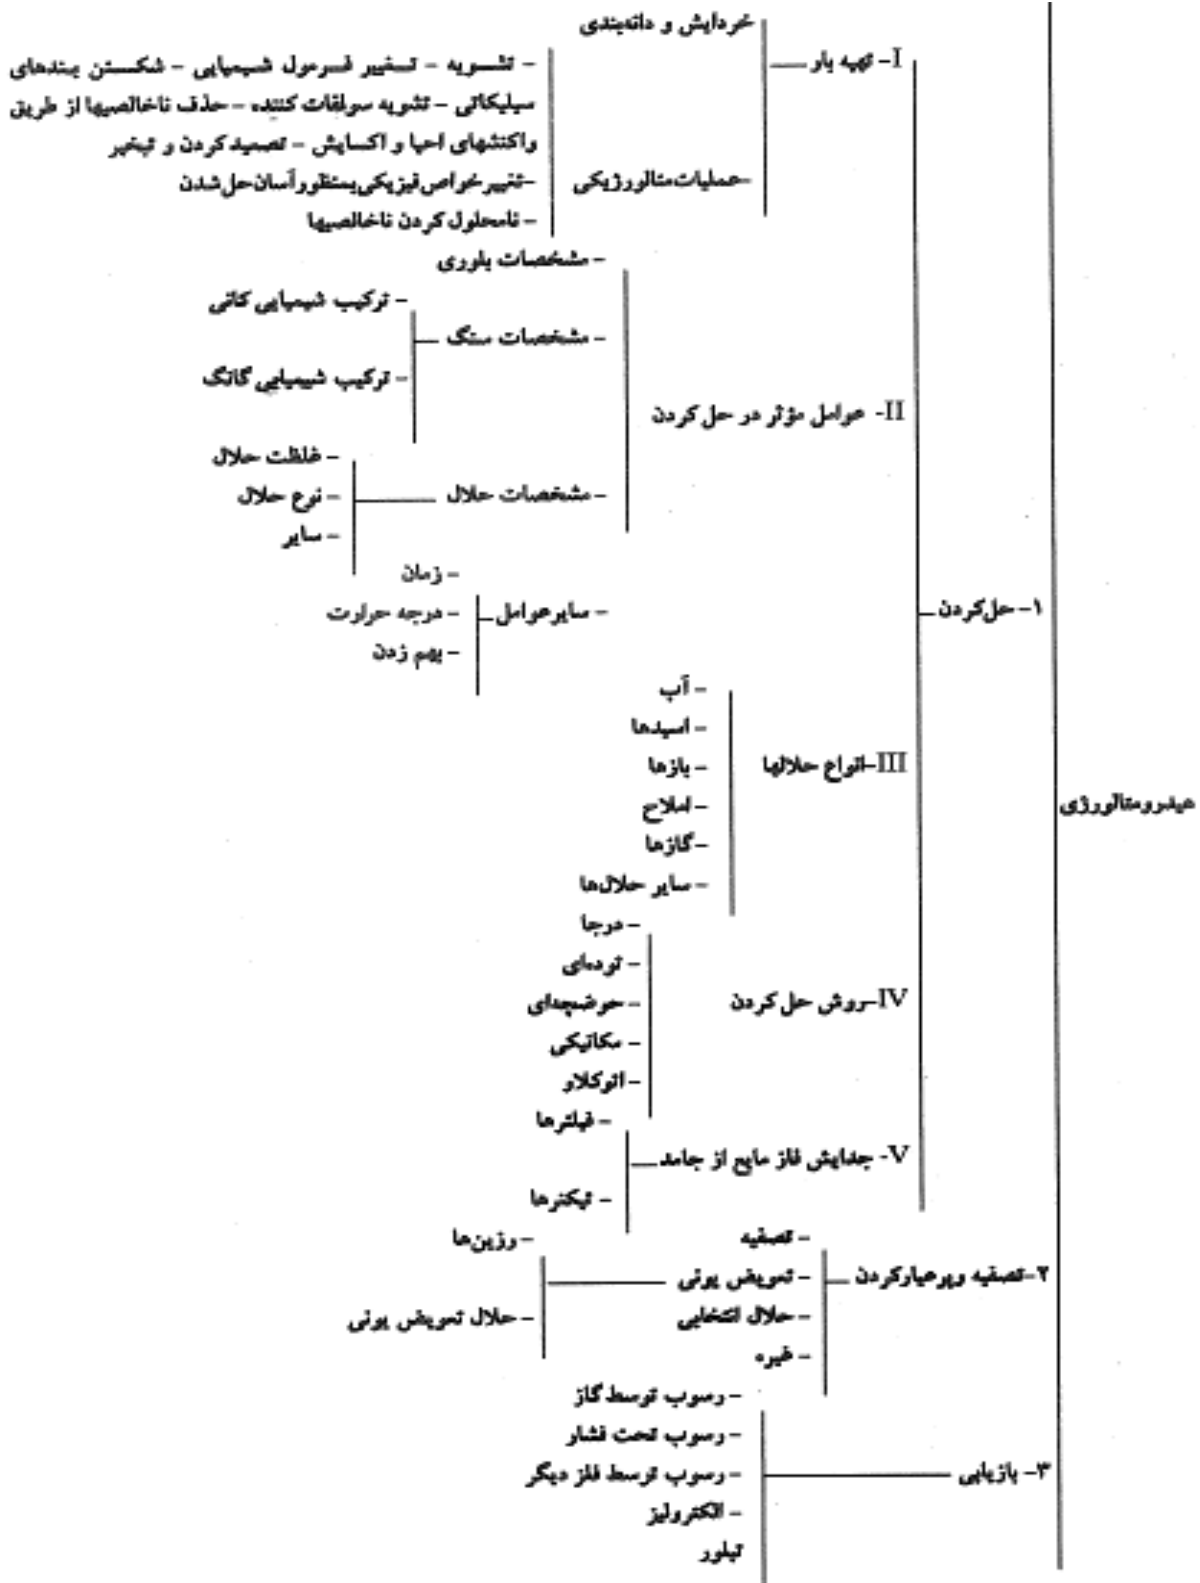 خردایش و دانه‌بندی
I- تهیه بار
- تشویه - تغییر فرمول شیمیایی - شکستن بندهای
سیلیکاتی - تشویه سولفات کننده - حذف ناخالصیها از طریق
واکنشهای احیا و اکسایش - تصعید کردن و تبخیر
-عملیات متالورژیکی
-تغییر خواص فیزیکی بمنظور آسان حل شدن
- نامحلول کردن ناخالصیها
- مشخصات بلوری
- ترکیب شیمیایی کانی
- مشخصات سنگ
- ترکیب شیمیایی گانگ
II- عوامل مؤثر در حل کردن
- غلظت حلال
- مشخصات حلال
- نوع حلال
- سایر
- زمان
۱- حل کردن
- سایر عوامل
- درجه حرارت
- بهم زدن
- آب
- اسیدها
III-انواع حلالها
- بازها
هیدرومتالورژی
- املاح
-گازها
- سایر حلال‌ها
- درجا
- توده‌ای
IV-روش حل کردن
- حوضچه‌ای
- مکانیکی
- اتوکلاو
- فیلترها
V- جدایش فاز مایع از جامد
- تیکنرها
- تصفیه
- رزین‌ها
۲-تصفیه و پرعیار کردن
- تعویض یونی
- حلال انتخابی
- حلال تعویض یونی
- غیره
- رسوب توسط گاز
- رسوب تحت فشار
۳- بازیابی
- رسوب توسط فلز دیگر
- الکترولیز
تبلور